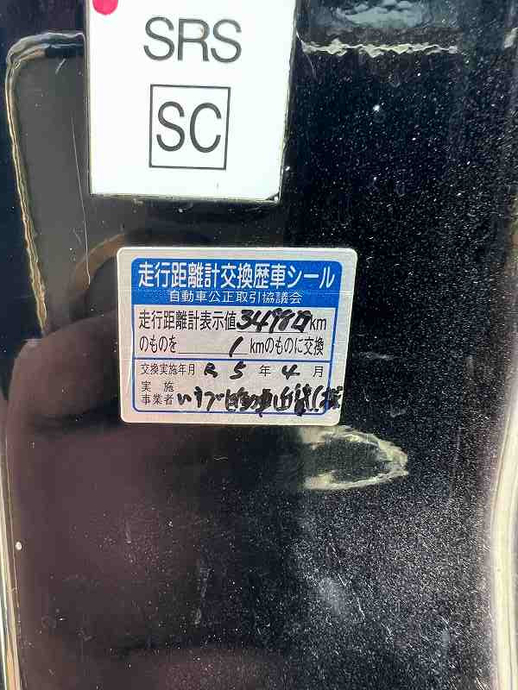 SRS
SC
走行距離計交換歴車シール
自動車公正取引協議会
走行距離計表示値 km
のものを 1 kmのものに交換
交換実施年月 R 5 年 4 月
実施
事業者